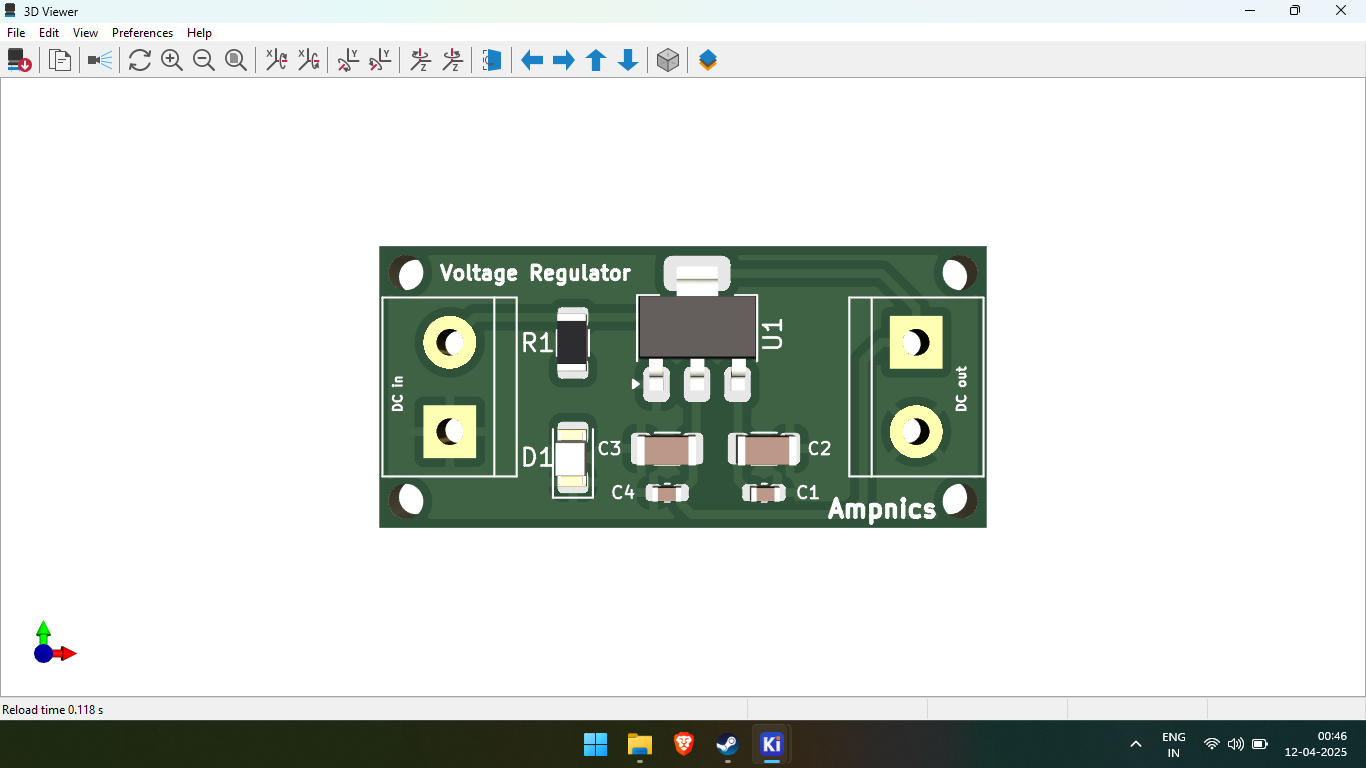 3D Viewer
File Edit View Preferences Help
X X Y Y Z Z
Voltage Regulator
U1
R1
DC in
DC out
D1
C3
C2
C4
C1
Ampnics
Reload time 0.118 s
Ki
ENG
IN
00:46
12-04-2025